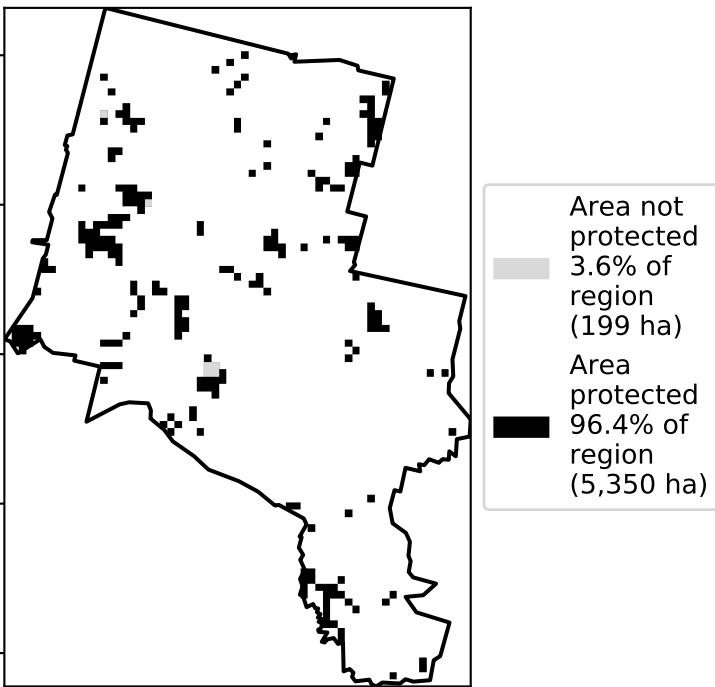 Area not
protected
3.6% of
region
(199 ha)
Area
protected
96.4% of
region
(5,350 ha)